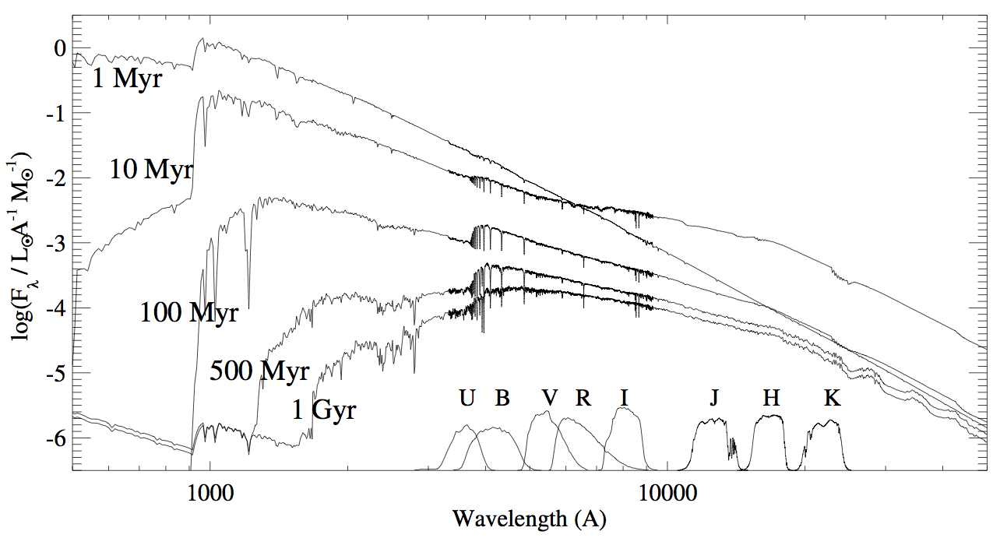 0
1 Myr
-1
10 Myr
-2
-3
log(Fλ / L⊙A⁻¹ M⊙⁻¹)
-4
100 Myr
-5
500 Myr
1 Gyr
U B V R I J H K
-6
1000 10000
Wavelength (A)